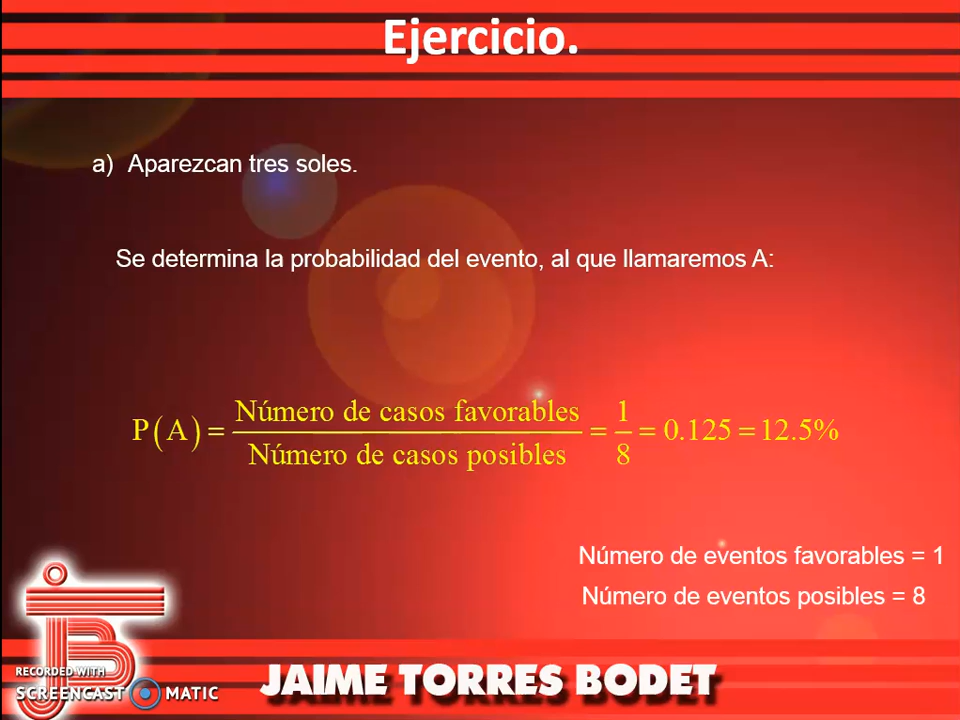 Ejercicio.
a) Aparezcan tres soles.
Se determina la probabilidad del evento, al que llamaremos A:
P(A) = Número de casos favorables / Número de casos posibles = 1/8 = 0.125 = 12.5%
Número de eventos favorables = 1
Número de eventos posibles = 8
JTB
RECORDED WITH
SCREENCAST MATIC
JAIME TORRES BODET